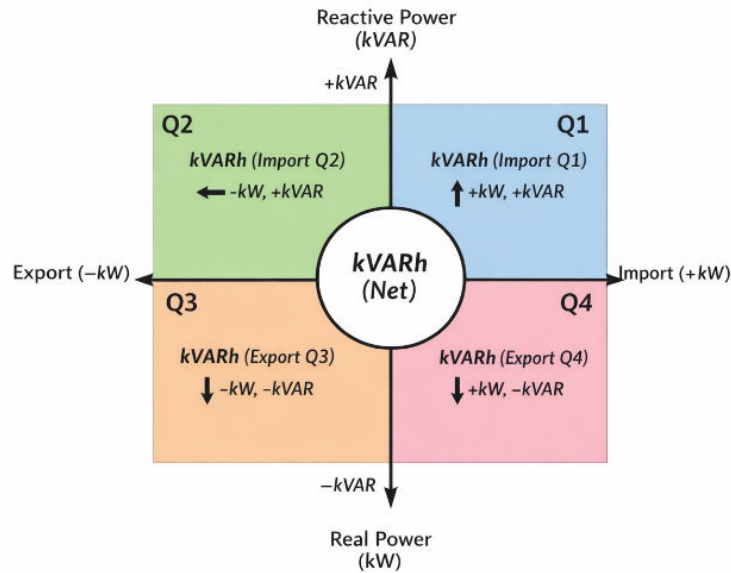 Reactive Power
(kVAR)
+kVAR
Q2
Q1
kVARh (Import Q2)
kVARh (Import Q1)
-kW, +kVAR
+kW, +kVAR
kVARh
(Net)
Export (−kW)
Import (+kW)
Q3
Q4
kVARh (Export Q3)
kVARh (Export Q4)
−kW, −kVAR
+kW, −kVAR
−kVAR
Real Power
(kW)